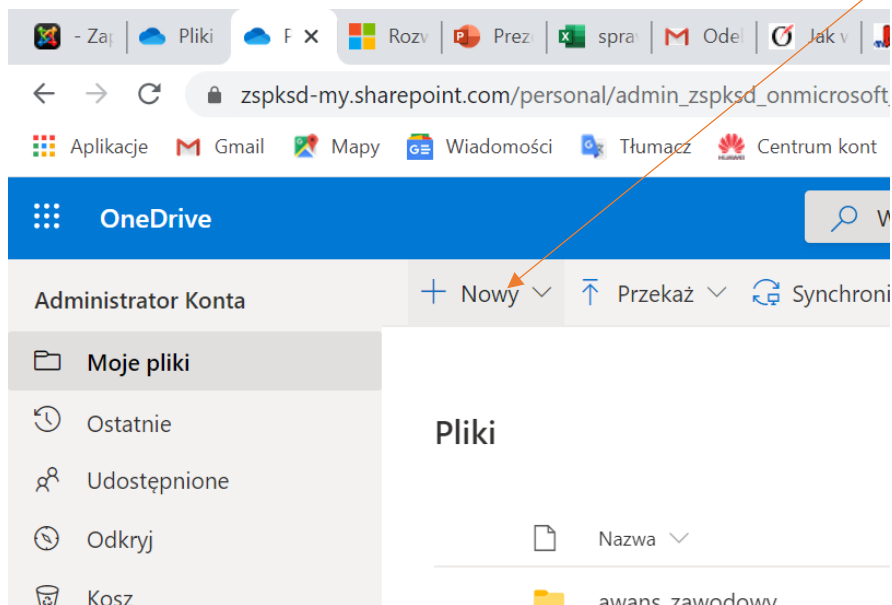 - Zap Pliki F Rozv Prez spra Odel Jak v
zspksd-my.sharepoint.com/personal/admin_zspksd_onmicrosoft_
Aplikacje Gmail Mapy Wiadomości Tłumacz Centrum kont
OneDrive W
Administrator Konta
+ Nowy Przekaż Synchroni
Moje pliki
Ostatnie
Pliki
Udostępnione
Odkryj
Nazwa
Kosz
awans zawodowy